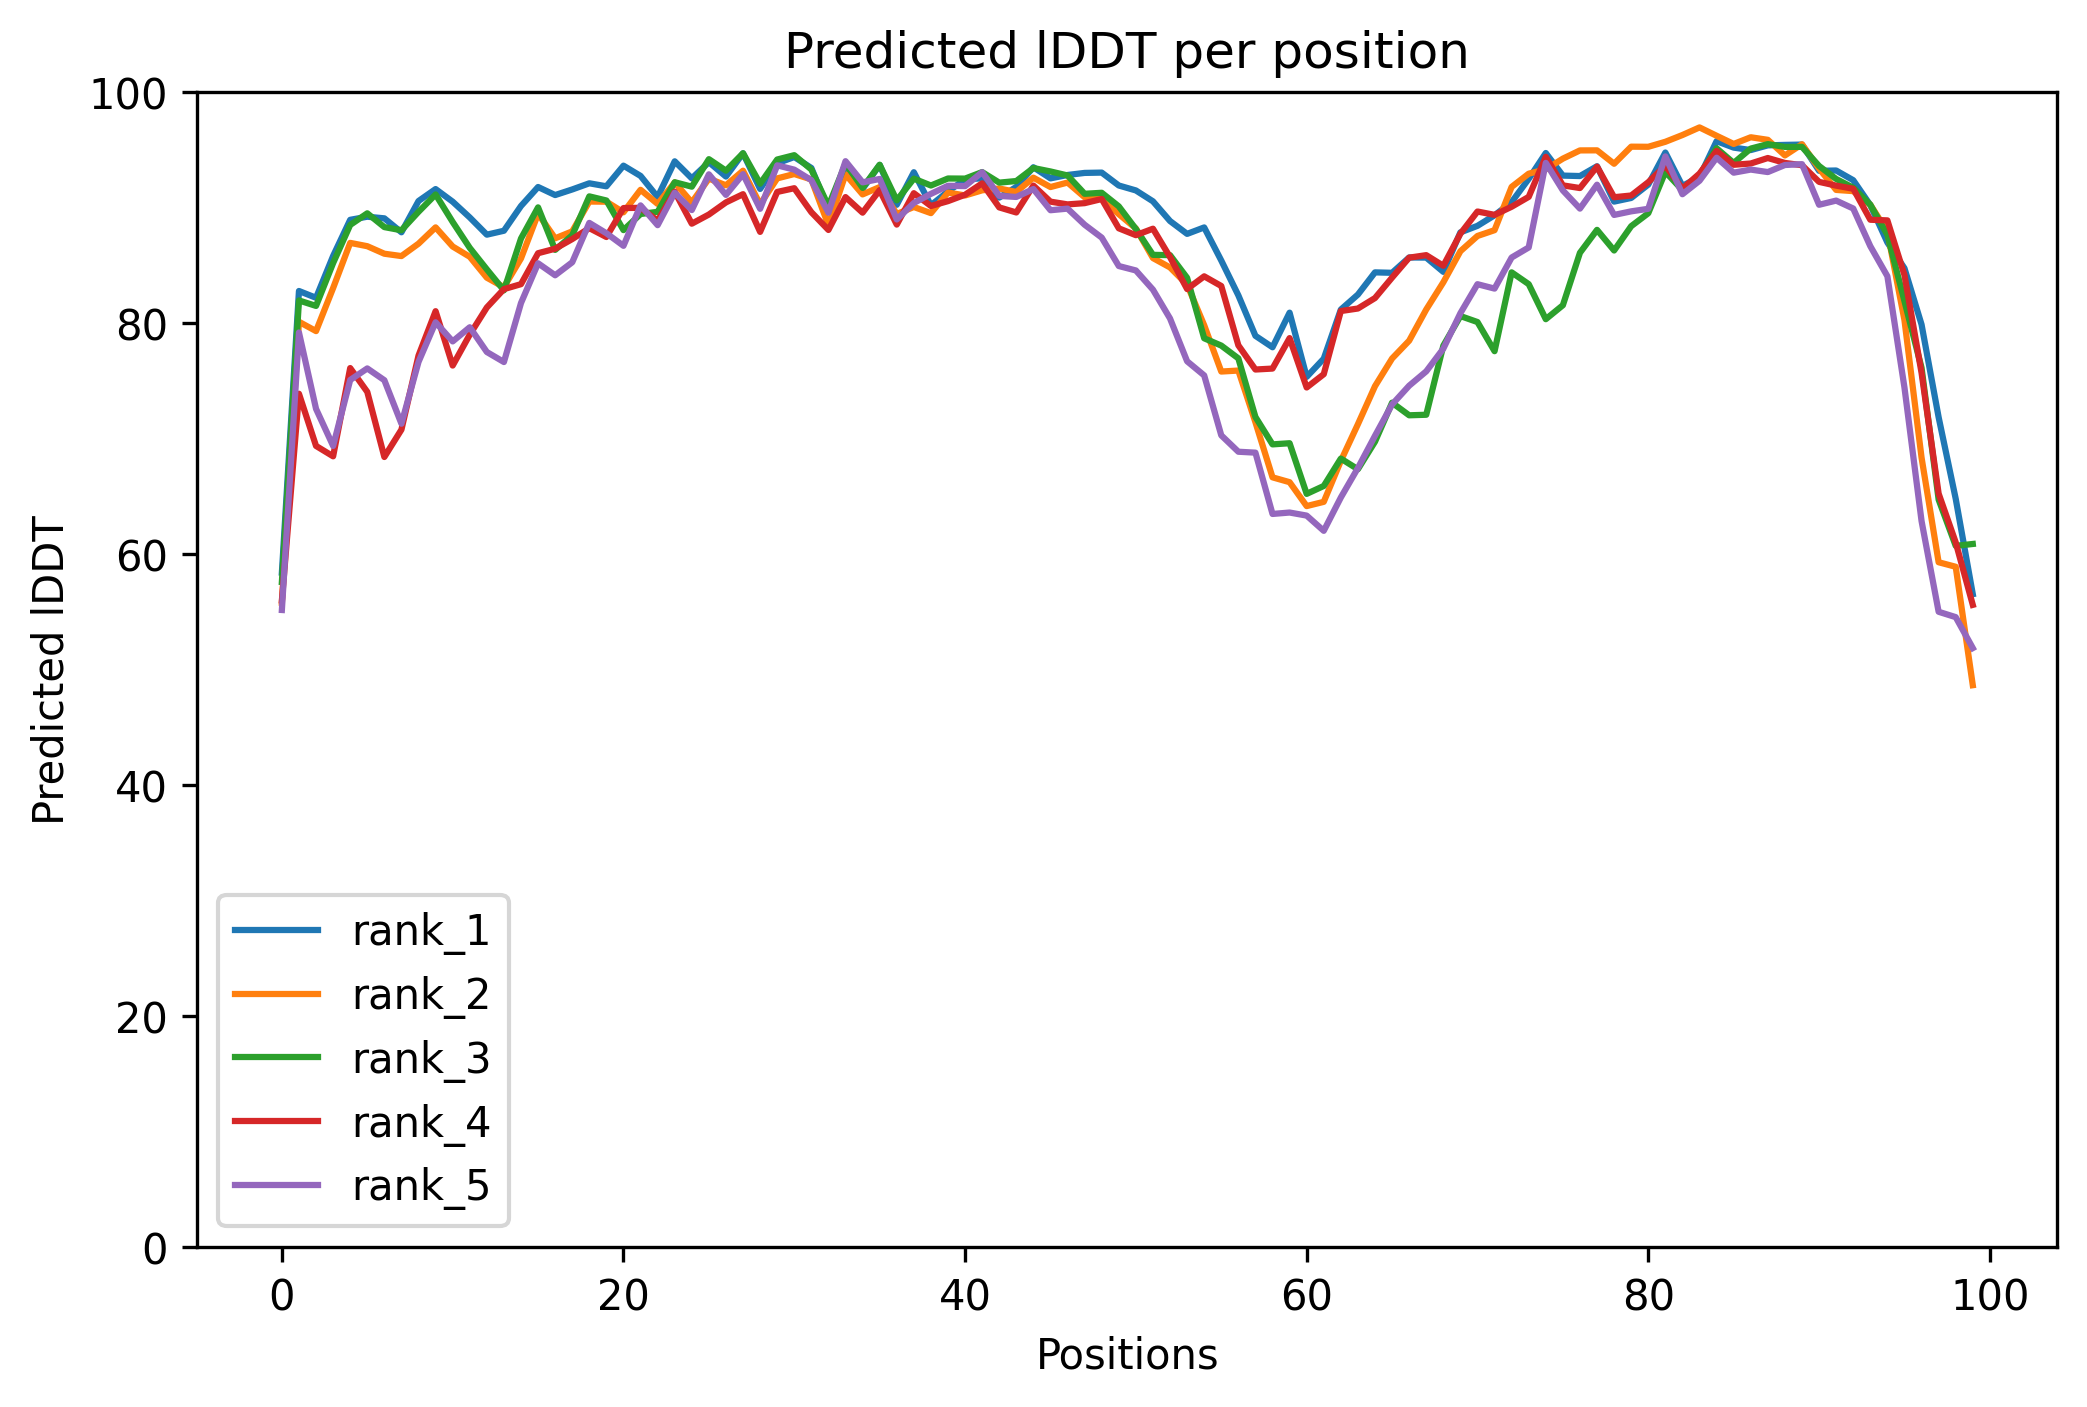 Predicted lDDT per position
100
80
60
40
20
0
Predicted lDDT
rank_1
rank_2
rank_3
rank_4
rank_5
0 20 40 60 80 100
Positions